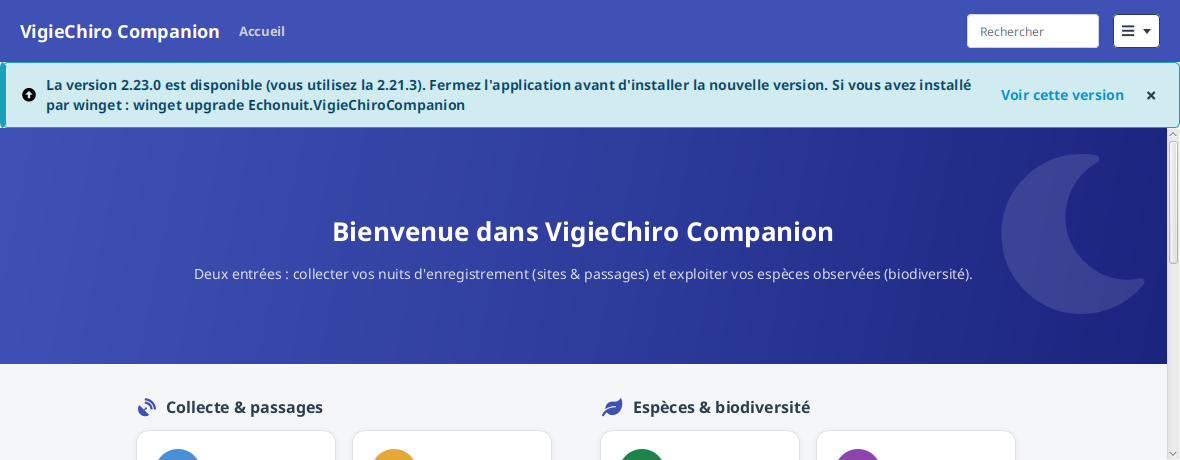 VigieChiro Companion
Accueil
Rechercher
La version 2.23.0 est disponible (vous utilisez la 2.21.3). Fermez l'application avant d'installer la nouvelle version. Si vous avez installé
par winget : winget upgrade Echonuit.VigieChiroCompanion
Voir cette version
Bienvenue dans VigieChiro Companion
Deux entrées : collecter vos nuits d'enregistrement (sites & passages) et exploiter vos espèces observées (biodiversité).
Collecte & passages
Espèces & biodiversité